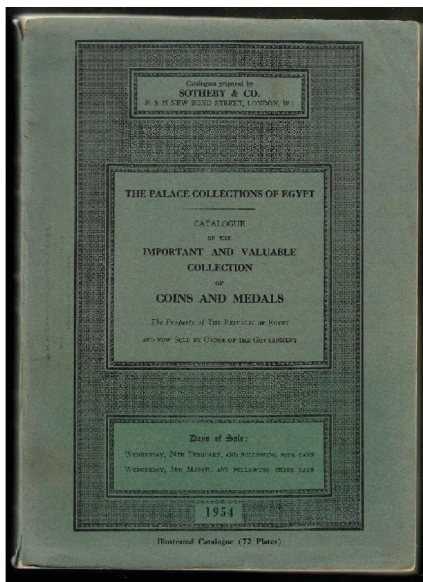 Catalogue prepared by
SOTHEBY & CO.
34 & 35 NEW BOND STREET, LONDON, W.1
THE PALACE COLLECTIONS OF EGYPT
CATALOGUE
OF THE
IMPORTANT AND VALUABLE
COLLECTION
OF
COINS AND MEDALS
The Property of THE REPUBLIC OF EGYPT
AND NOW SOLD BY ORDER OF THE GOVERNMENT
Days of Sale:
WEDNESDAY, 24TH FEBRUARY, AND FOLLOWING FOUR DAYS
WEDNESDAY, 3RD MARCH, AND FOLLOWING THREE DAYS
1954
Illustrated Catalogue (72 Plates)